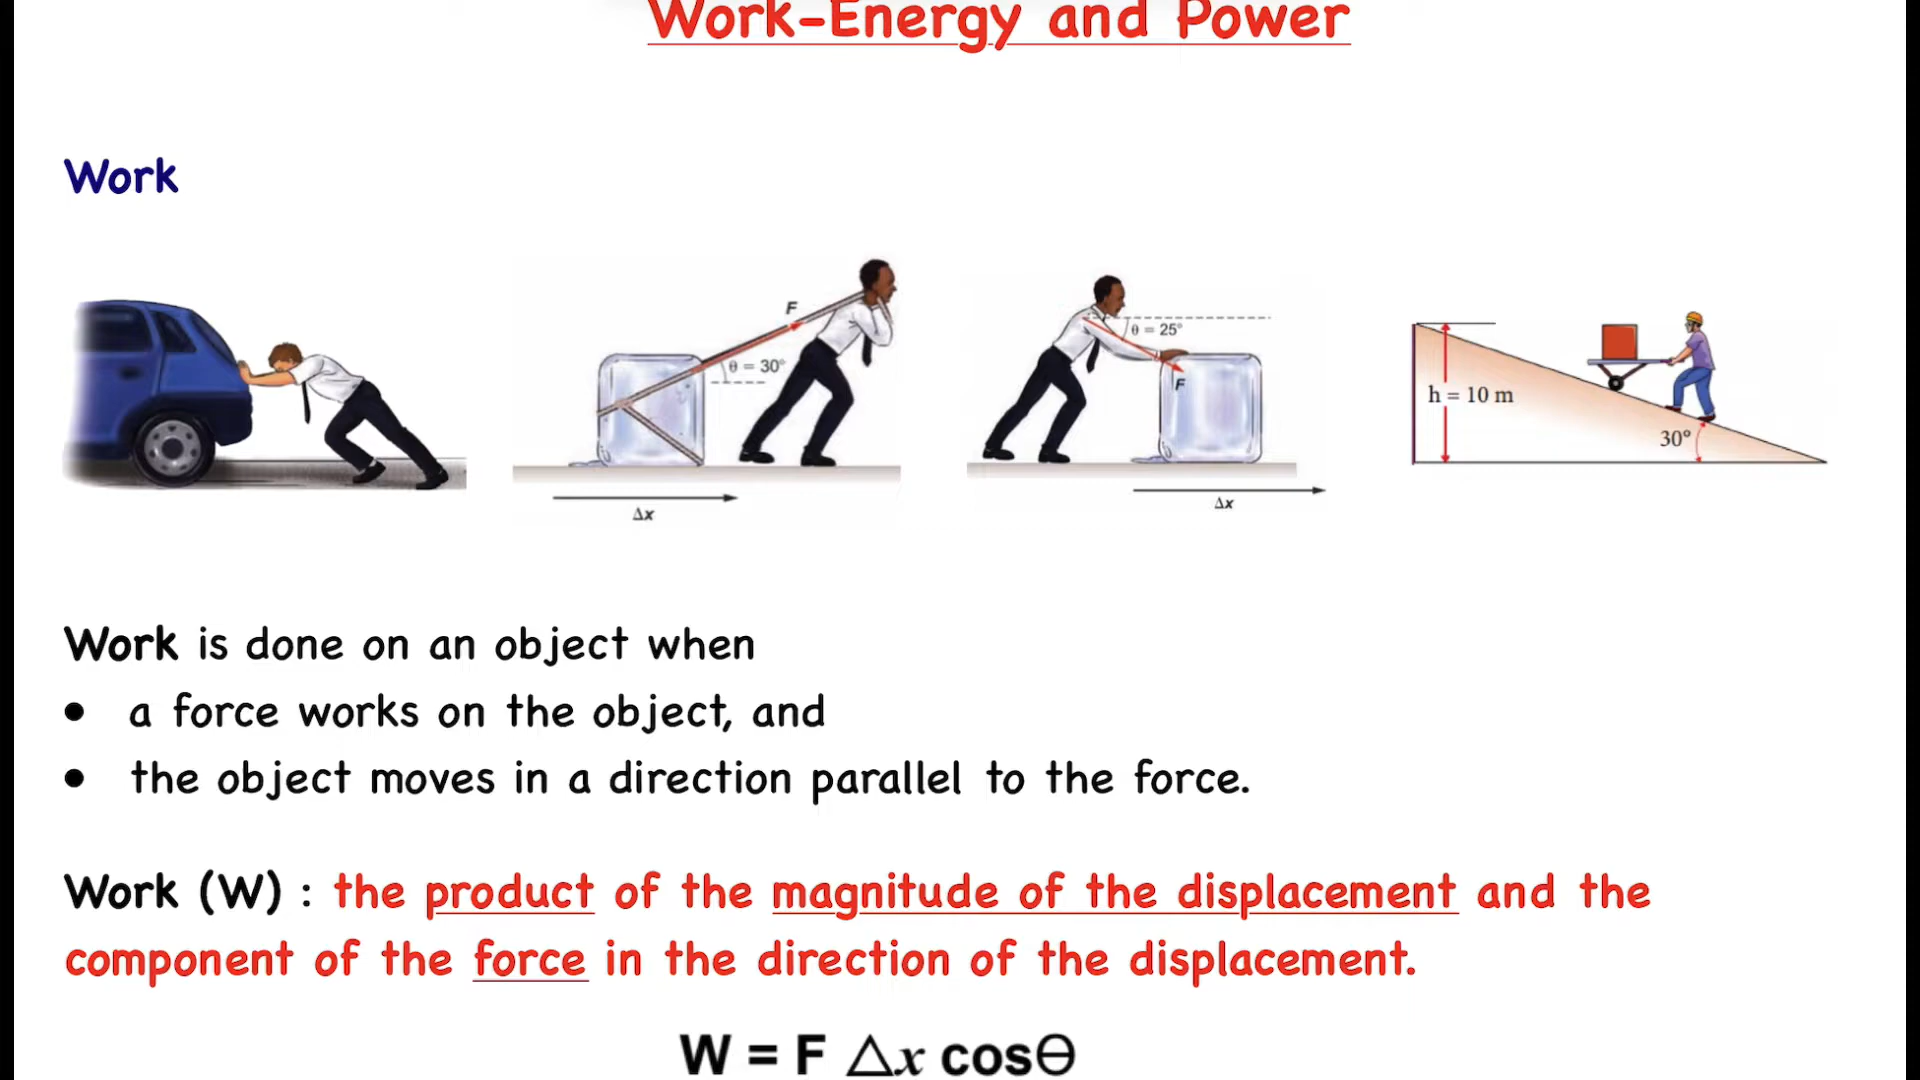 Work-Energy and Power
Work
F
θ = 30°
Δx
θ = 25°
F
Δx
h = 10 m
30°
Work is done on an object when
• a force works on the object, and
• the object moves in a direction parallel to the force.
Work (W) : the product of the magnitude of the displacement and the
component of the force in the direction of the displacement.
W = F △x cosΘ